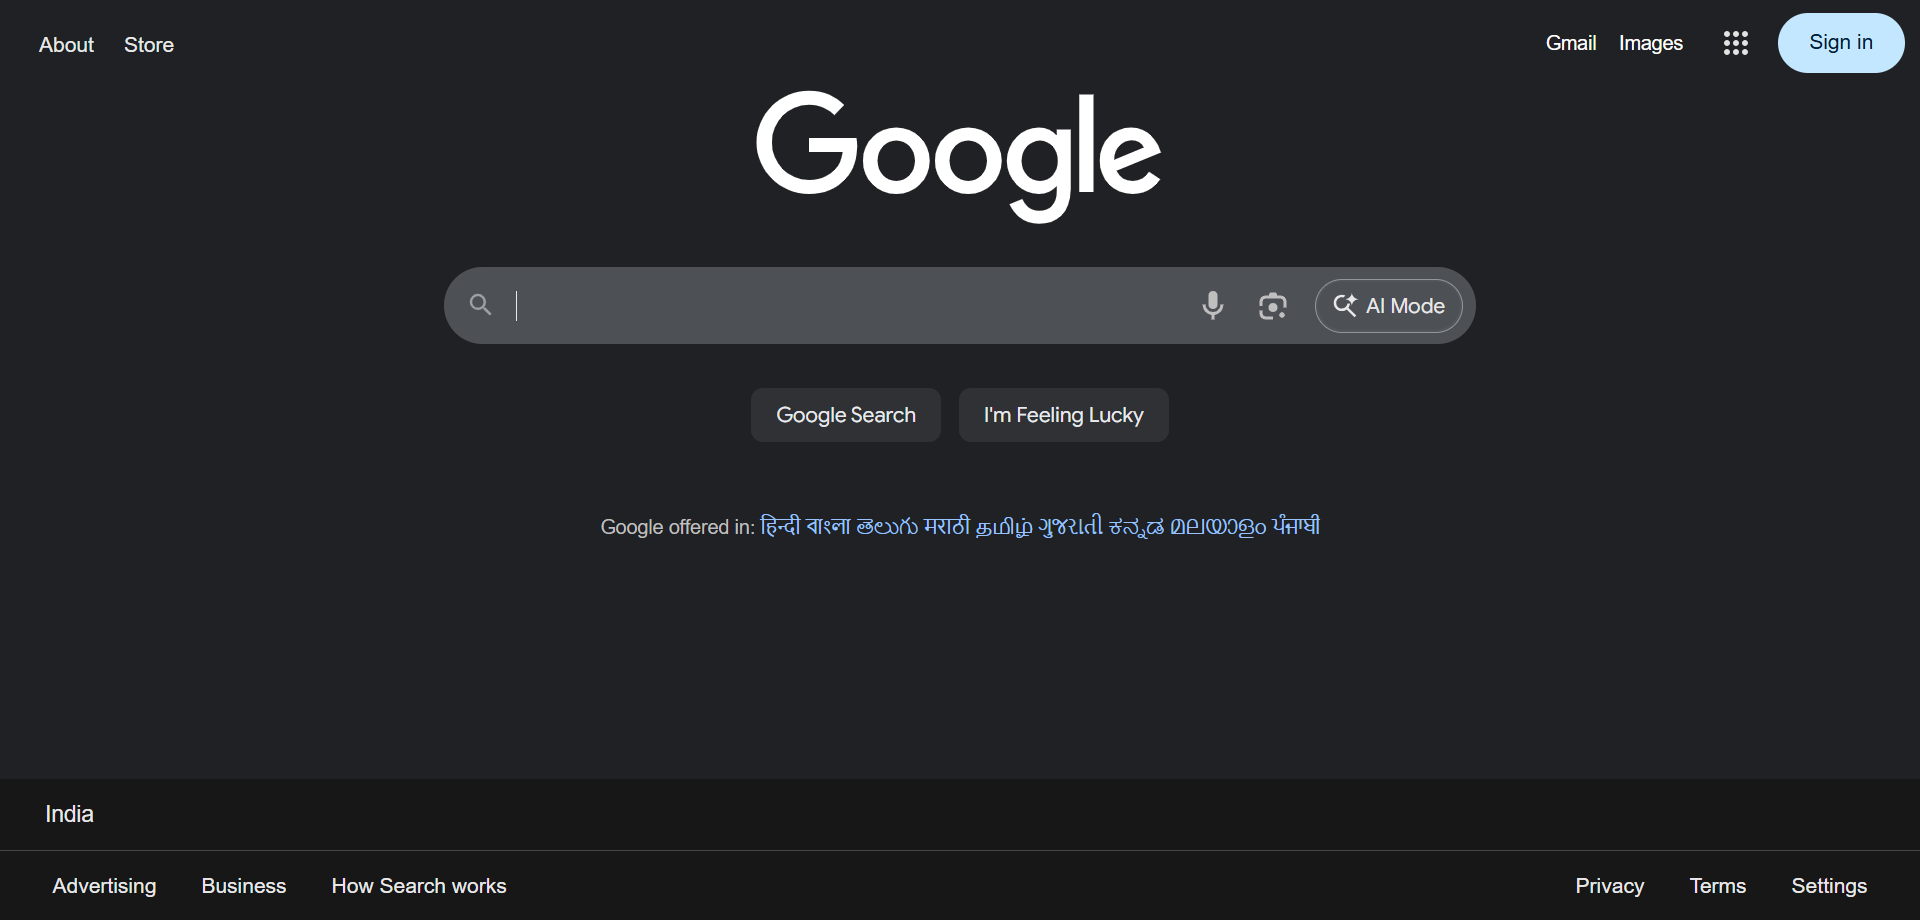 About Store Gmail Images Sign in
Google
AI Mode
Google Search I'm Feeling Lucky
Google offered in: हिन्दी বাংলা తెలుగు मराठी தமிழ் ગુજરાતી ಕನ್ನಡ മലയാളം ਪੰਜਾਬੀ
India
Advertising Business How Search works Privacy Terms Settings